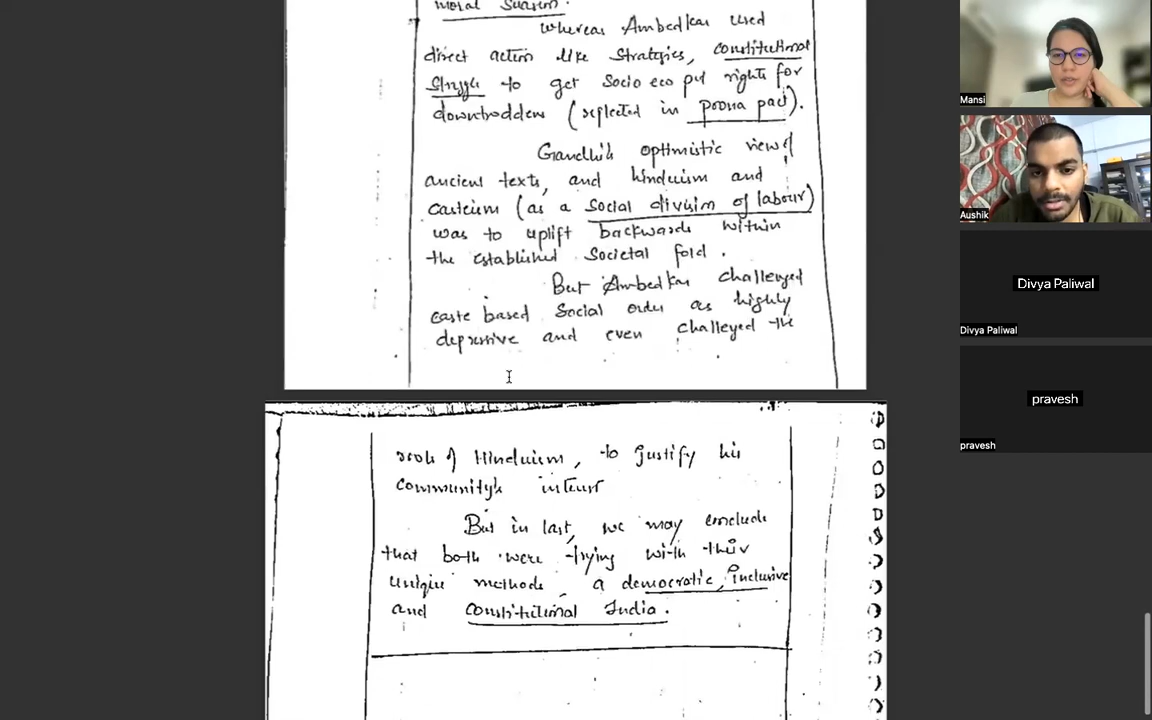 moral suasion.
whereas Ambedkar used
direct action like strategies, constitutional
struggle to get socio eco pol rights for
downtrodden (reflected in poona pact).
Gandhi's optimistic view of
ancient texts, and hinduism and
casteism (as a social division of labour)
was to uplift backwards within
the established societal fold.
But Ambedkar challenged
caste based social order as highly
depressive and even challenged the
roots of Hinduism, to justify his
community's interest
But in last, we may conclude
that both were trying with their
unique methods, a democratic, inclusive
and constitutional India.
Mansi
Aushik
Divya Paliwal
Divya Paliwal
pravesh
pravesh